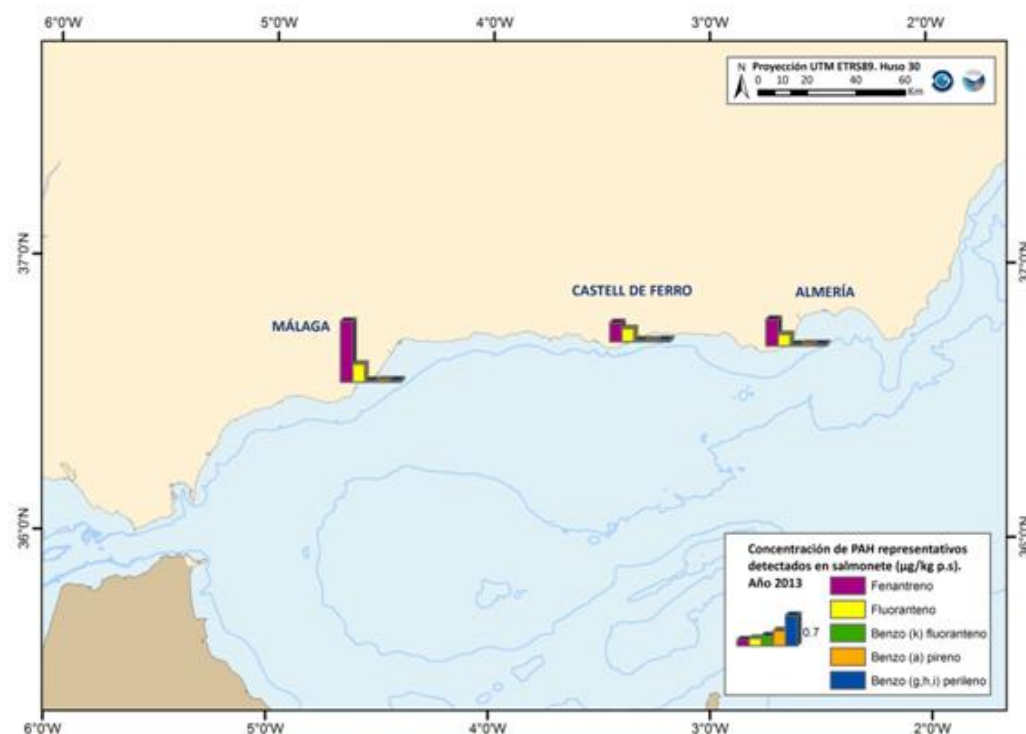 6°0'W 5°0'W 4°0'W 3°0'W 2°0'W
N Proyección UTM ETRS89. Huso 30
0 10 20 40 60
Km
37°0'N 37°0'N
CASTELL DE FERRO ALMERÍA
MÁLAGA
36°0'N 36°0'N
Concentración de PAH representativos
detectados en salmonete (µg/kg p.s).
Año 2013
Fenantreno
Fluoranteno
0.7
Benzo (k) fluoranteno
Benzo (a) pireno
Benzo (g,h,i) perileno
6°0'W 5°0'W 4°0'W 3°0'W 2°0'W